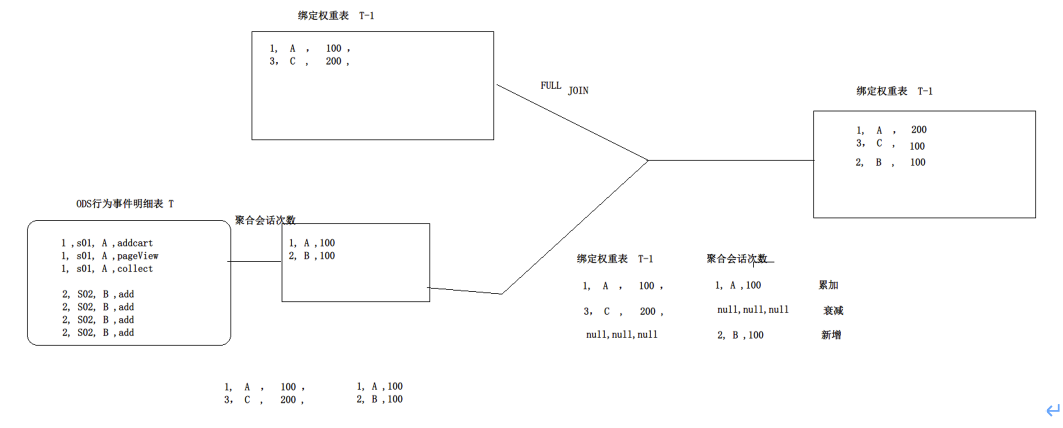 绑定权重表 T-1
1, A , 100 ,
3, C , 200 ,
FULL JOIN
绑定权重表 T-1
1, A , 200
3, C , 100
2, B , 100
ODS行为事件明细表 T
1 ,s01, A ,addcart
1, s01, A ,pageView
1, s01, A ,collect
2, S02, B ,add
2, S02, B ,add
2, S02, B ,add
2, S02, B ,add
聚合会话次数
1, A ,100
2, B ,100
绑定权重表 T-1 聚合会话次数
1, A , 100 , 1, A ,100 累加
3, C , 200 , null,null,null 衰减
null,null,null 2, B ,100 新增
1, A , 100 , 1, A ,100
3, C , 200 , 2, B ,100